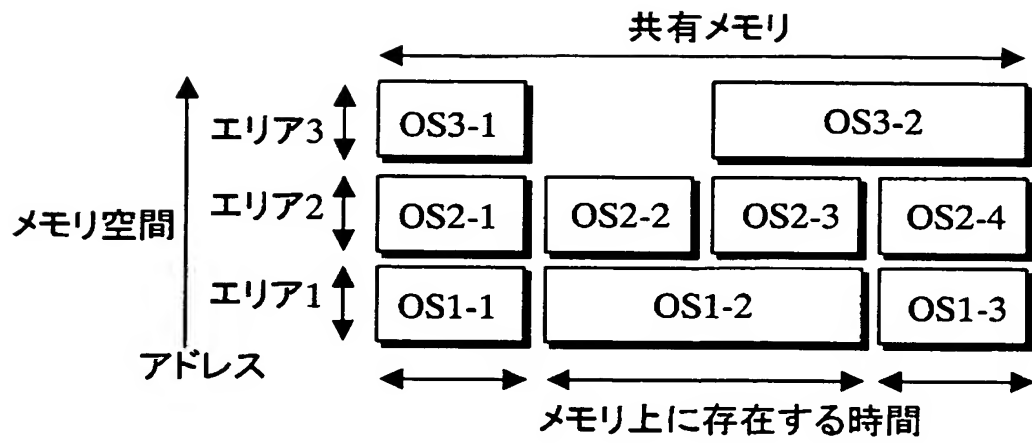 共有メモリ
エリア3
OS3-1
OS3-2
メモリ空間
エリア2
OS2-1
OS2-2
OS2-3
OS2-4
エリア1
OS1-1
OS1-2
OS1-3
アドレス
メモリ上に存在する時間